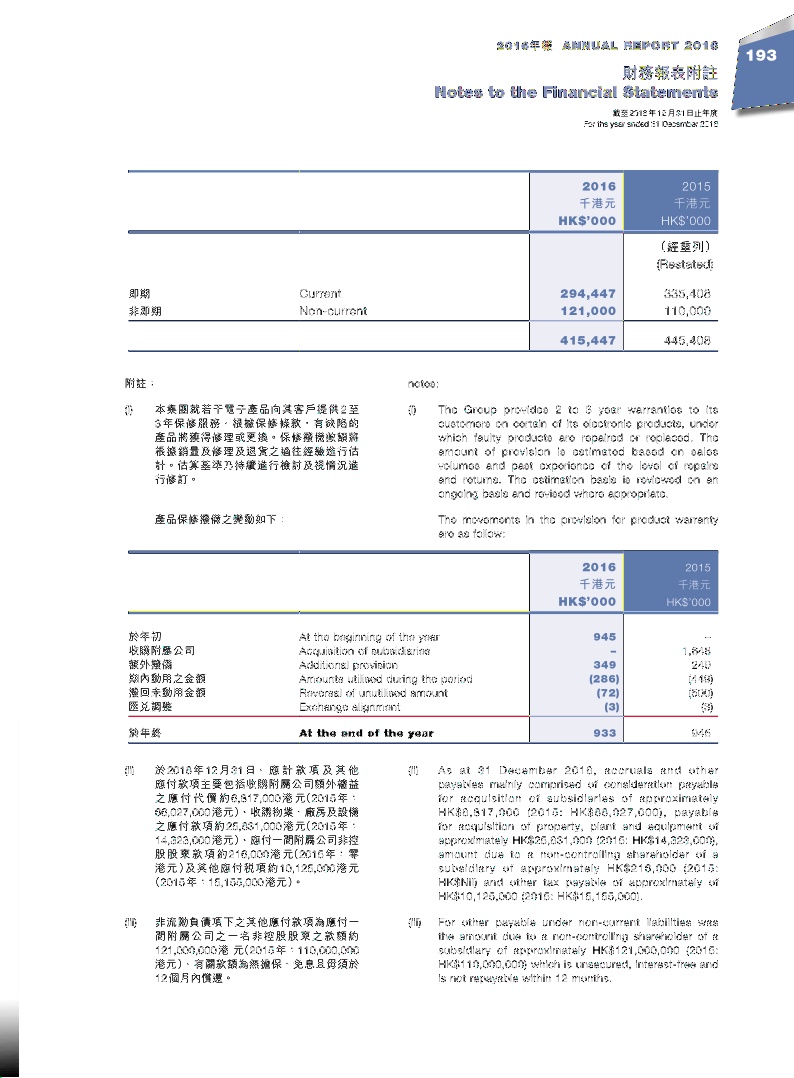 2016年報 ANNUAL REPORT 2016
193
財務報表附註
Notes to the Financial Statements
截至2016年12月31日止年度
For the year ended 31 December 2016
2016 2015
千港元 千港元
HK$'000 HK$'000
（經重列）
(Restated)
即期 Current 294,447 335,408
非即期 Non-current 121,000 110,000
415,447 445,408
附註： notes:
(i) 本集團就若干電子產品向其客戶提供2至
3年保修服務，根據保修條款，有缺陷的
產品將獲得修理或更換。保修撥備數額將
根據銷量及修理及退貨之過往經驗進行估
計。估算基準乃持續進行檢討及視情況進
行修訂。
(i) The Group provides 2 to 3 year warranties to its
customers on certain of its electronic products, under
which faulty products are repaired or replaced. The
amount of provision is estimated based on sales
volumes and past experience of the level of repairs
and returns. The estimation basis is reviewed on an
ongoing basis and revised where appropriate.
產品保修撥備之變動如下：
The movements in the provision for product warranty
are as follow:
2016 2015
千港元 千港元
HK$'000 HK$'000
於年初 At the beginning of the year 945 –
收購附屬公司 Acquisition of subsidiaries –
額外撥備 Additional provision 349
期內動用之金額 Amounts utilised during the period (286)
撥回未動用金額 Reversal of unutilised amount (72) (500)
匯兌調整 Exchange alignment (3)
於年終 At the end of the year 933 945
(ii) 於2016年12月31日，應計款項及其他
應付款項主要包括收購附屬公司額外權益
之應付代價約6,817,000港元(2015年：
港元)、收購物業、廠房及設備
之應付款項約25,631,000港元(2015年：
14,323,000港元)、應付一間附屬公司非控
股股東款項約216,000港元(2015年：零
港元)及其他應付稅項約10,125,000港元
(2015年：15,155,000港元)。
(ii) As at 31 December 2016, accruals and other
payables mainly comprised of consideration payable
for acquisition of subsidiaries of approximately
HK$6,817,000 (2015: payable
for acquisition of property, plant and equipment of
approximately HK$25,631,000 (2015: HK$14,323,000),
amount due to a non-controlling shareholder of a
subsidiary of approximately HK$216,000 (2015:
HK$Nil) and other tax payable of approximately of
HK$10,125,000 (2015: HK$15,155,000).
(iii) 非流動負債項下之其他應付款項為應付一
間附屬公司之一名非控股股東之款額約
121,000,000港元(2015年：110,000,000
港元)，有關款額為無擔保、免息且毋須於
12個月內償還。
(iii) For other payable under non-current liabilities was
the amount due to a non-controlling shareholder of a
subsidiary of approximately HK$121,000,000 (2015:
HK$110,000,000) which is unsecured, interest-free and
is not repayable within 12 months.